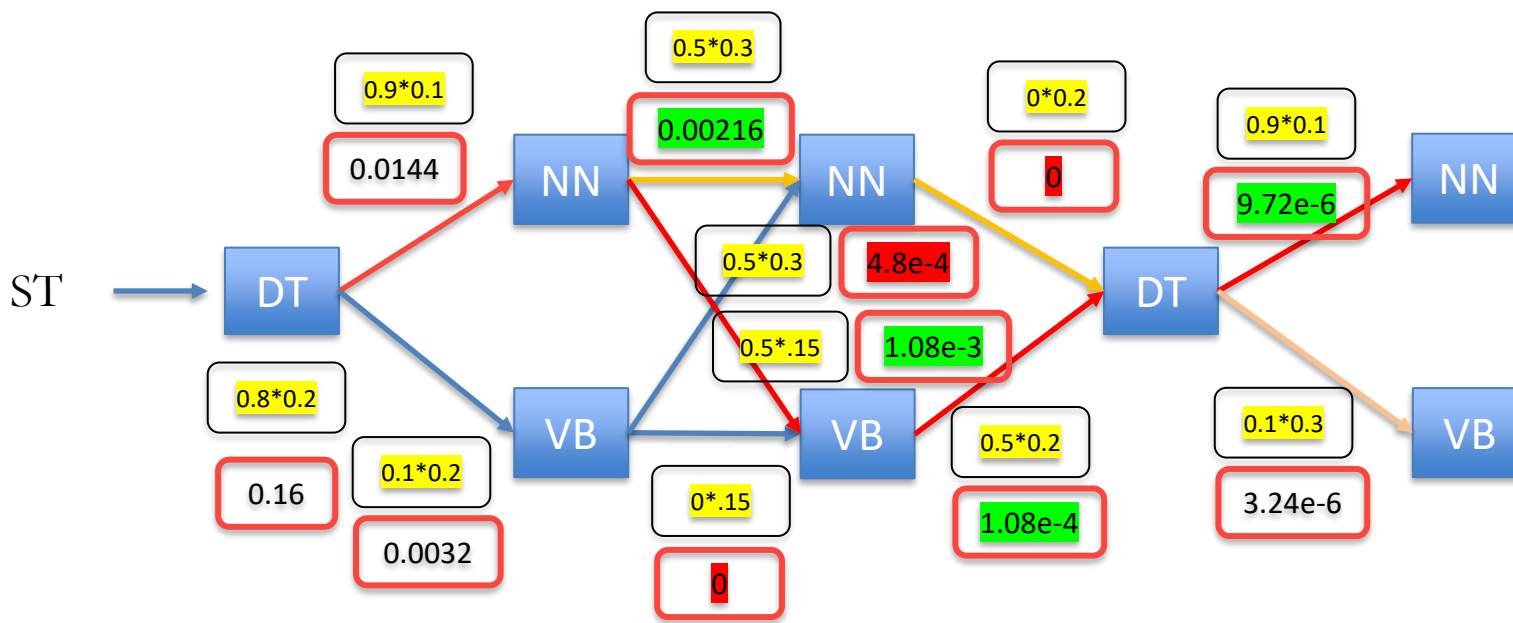 0.5*0.3
0.9*0.1
0*0.2
0.9*0.1
0.00216
0.0144
0
9.72e-6
NN
NN
NN
0.5*0.3
4.8e-4
ST
DT
DT
0.5*.15
1.08e-3
0.8*0.2
VB
VB
0.5*0.2
0.1*0.3
VB
0.1*0.2
0.16
0*.15
1.08e-4
3.24e-6
0.0032
0